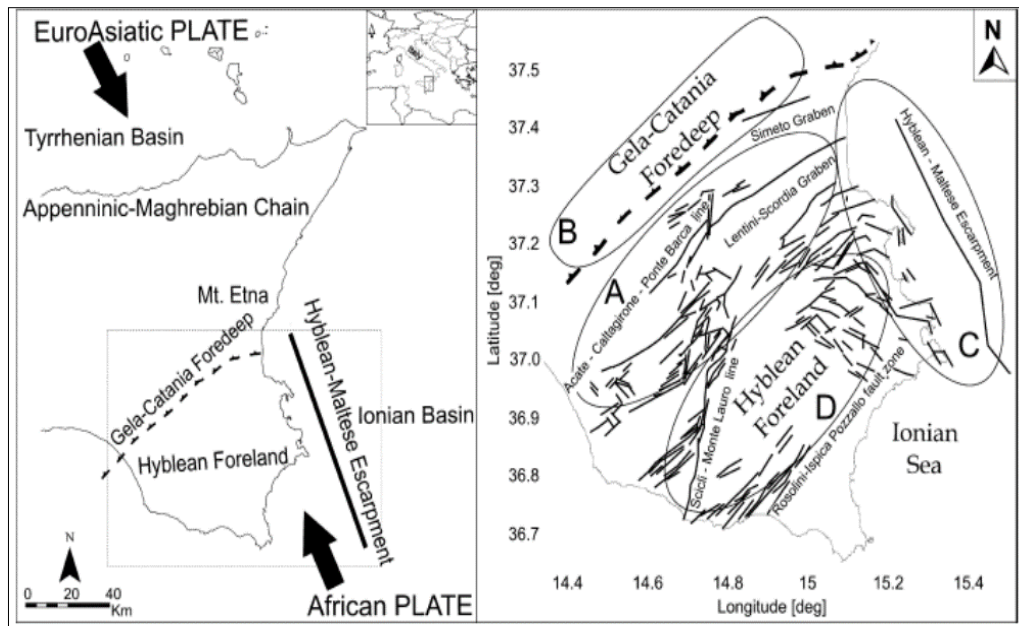 EuroAsiatic PLATE
Italy
Tyrrhenian Basin
Appenninic-Maghrebian Chain
Mt. Etna
Gela-Catania Foredeep
Hyblean-Maltese Escarpment
Ionian Basin
Hyblean Foreland
African PLATE
N
0 20 40
Km
N
37.5
37.4
37.3
37.2
37.1
37.0
36.9
36.8
36.7
Latitude [deg]
Gela-Catania
Foredeep
Simeto Graben
Hyblean - Maltese Escarpment
B
Lentini-Scordia Graben
A
Acate - Caltagirone - Ponte Barca line
C
Hyblean
Foreland
D
Scicli - Monte Lauro line
Rosolini-Ispica Pozzallo fault zone
Ionian
Sea
14.4 14.6 14.8 15 15.2 15.4
Longitude [deg]